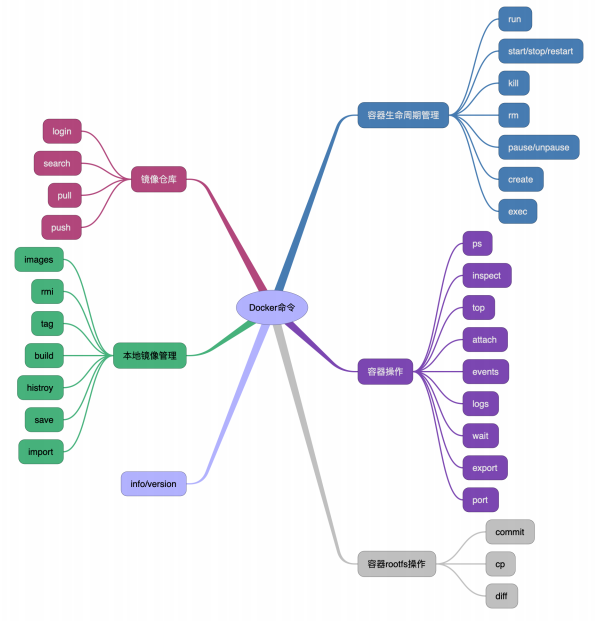 Docker命令
容器生命周期管理
run
start/stop/restart
kill
rm
pause/unpause
create
exec
容器操作
ps
inspect
top
attach
events
logs
wait
export
port
容器rootfs操作
commit
cp
diff
镜像仓库
login
search
pull
push
本地镜像管理
images
rmi
tag
build
histroy
save
import
info/version